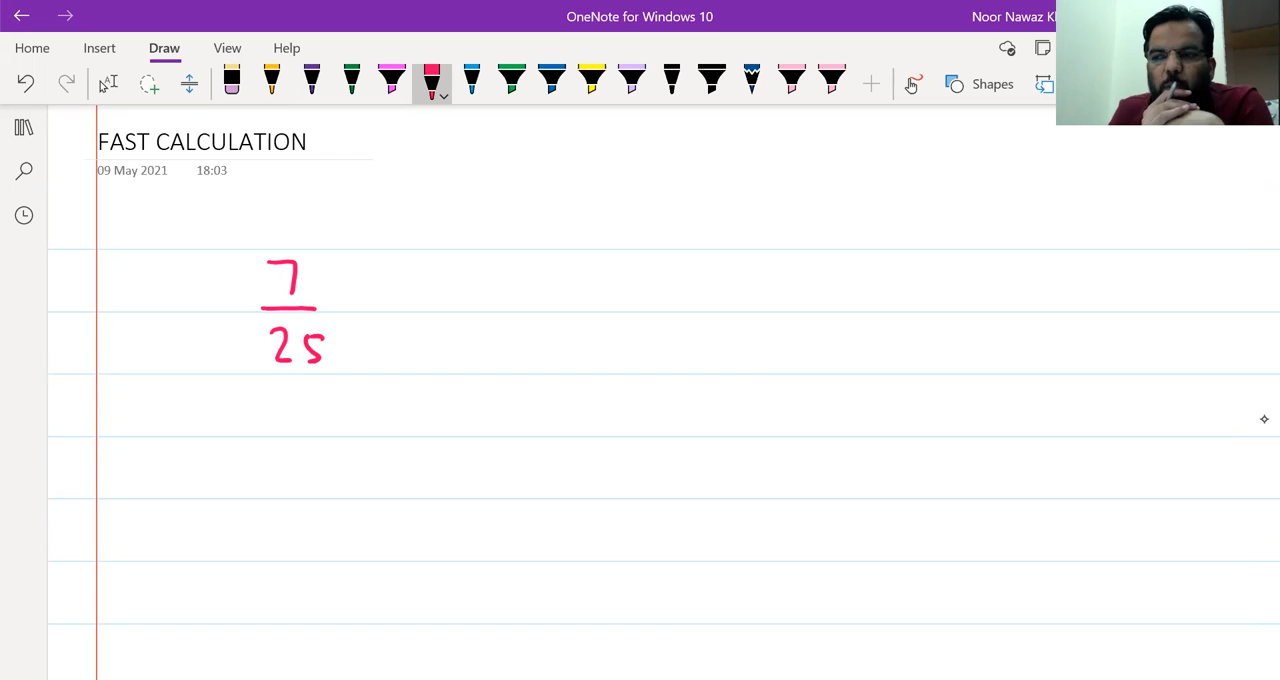 OneNote for Windows 10
Noor Nawaz Kh
Home Insert Draw View Help
Shapes
FAST CALCULATION
09 May 2021 18:03
7
25